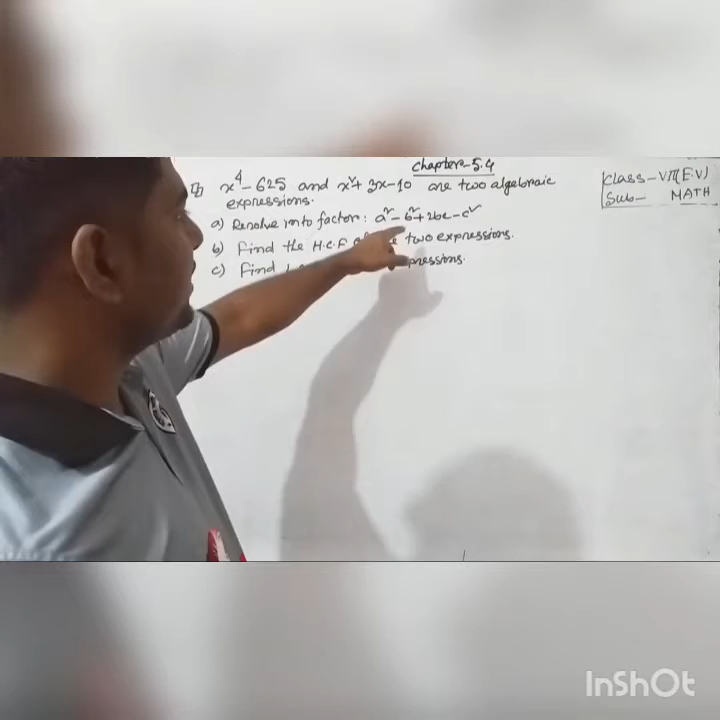 Chapter-5.4
x⁴-625 and x²+3x-10 are two algebraic
expressions.
a) Resolve into factor: a²-b²+2bc-c²
b) Find the H.C.F two expressions.
c) Find pressions.
Class-VII(E.V)
Sub- MATH
InShOt